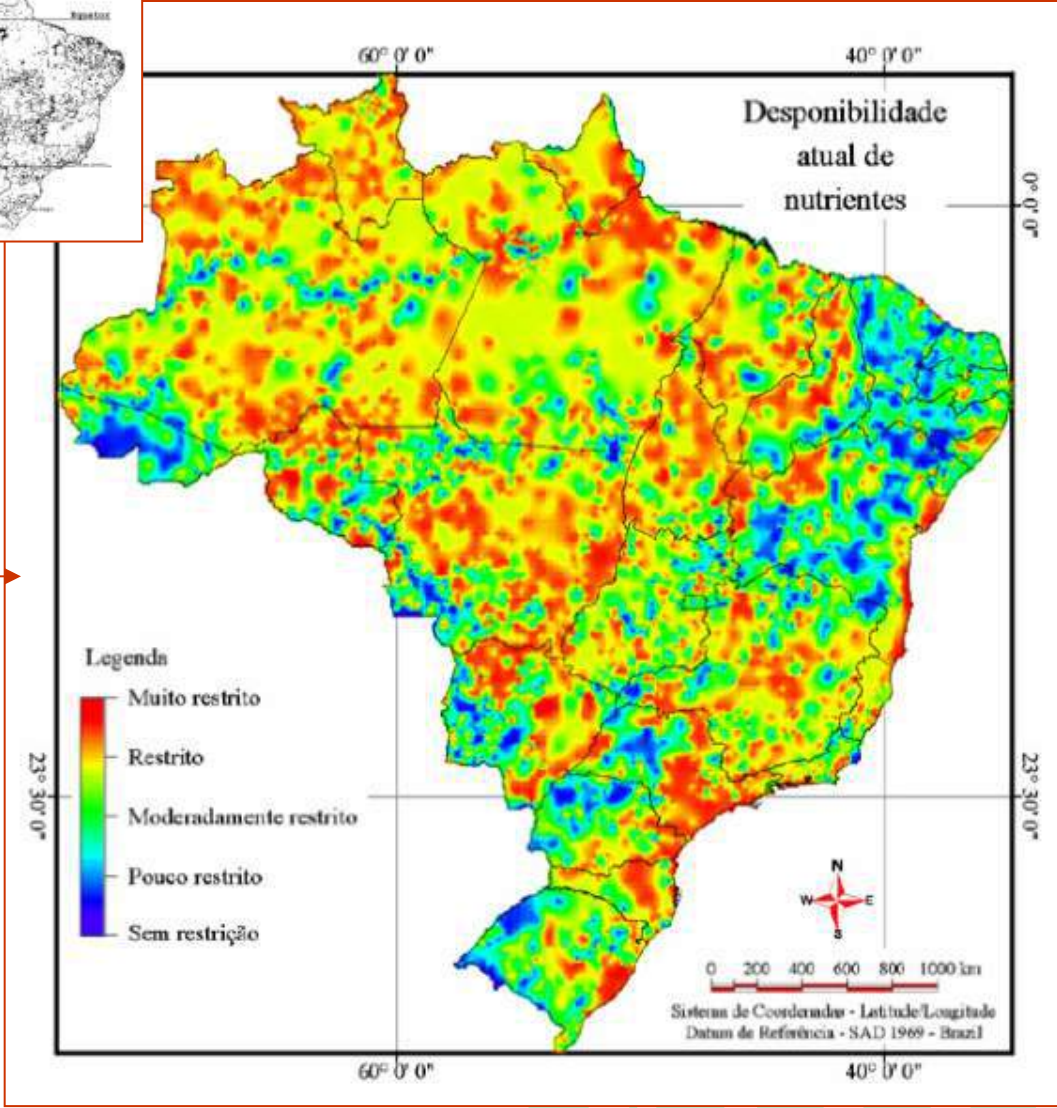 Equator
60° 0' 0"
40° 0' 0"
Desponibilidade
atual de
nutrientes
0° 0' 0"
Legenda
Muito restrito
Restrito
Moderadamente restrito
Pouco restrito
Sem restrição
23° 30' 0"
23° 30' 0"
N
W
E
S
0 200 400 600 800 1000 km
Sistema de Coordenadas - Latitude/Longitude
Datum de Referência - SAD 1969 - Brazil
60° 0' 0"
40° 0' 0"